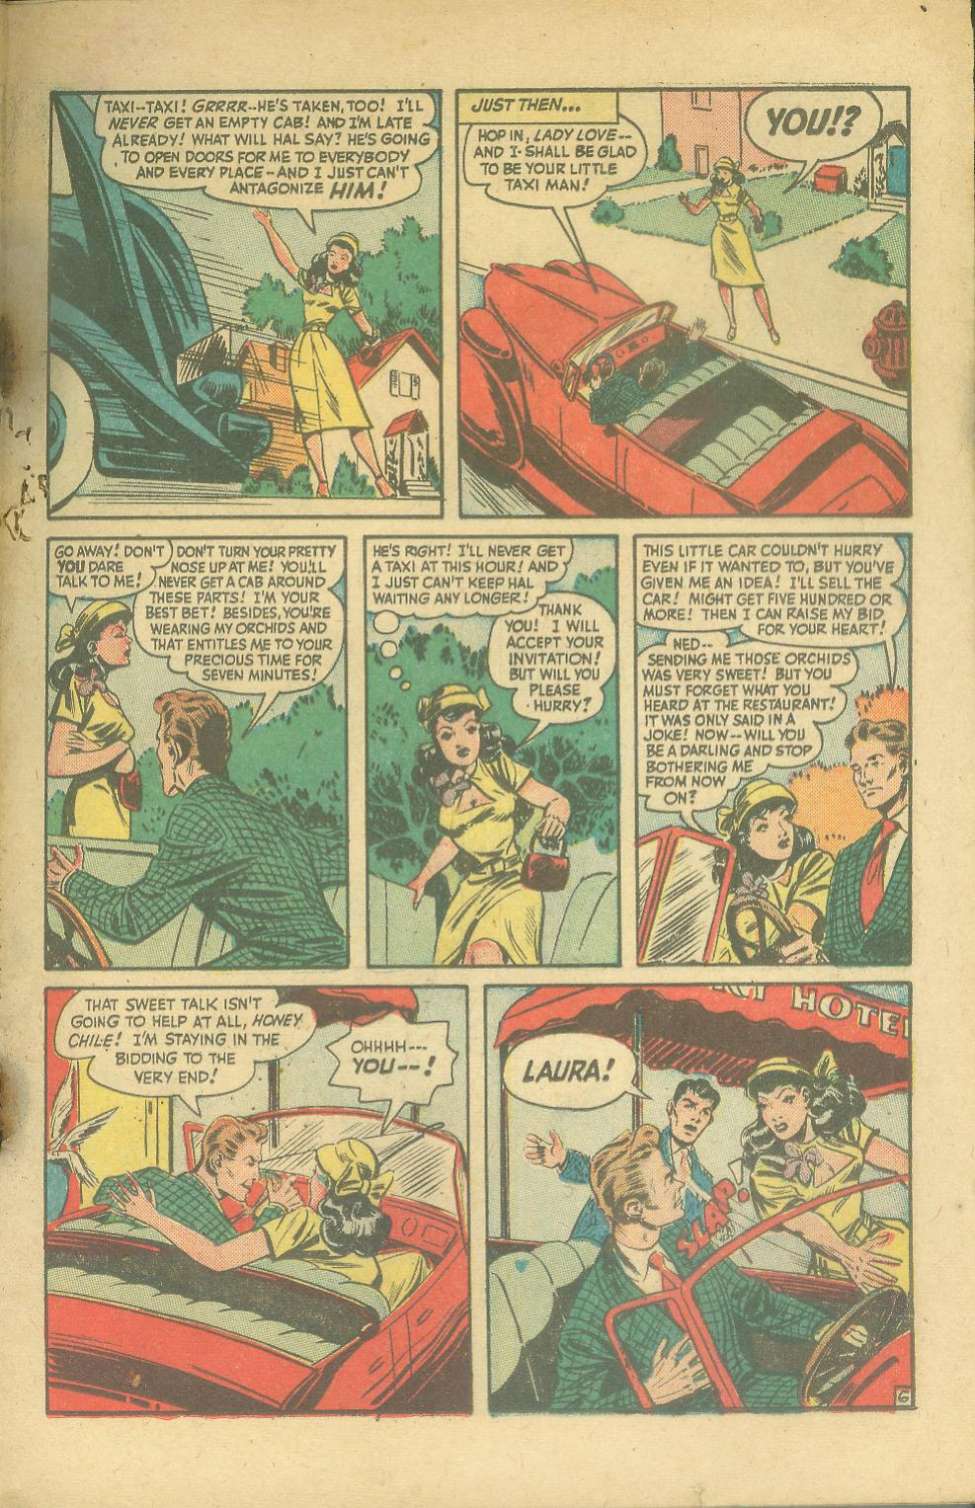 TAXI--TAXI! GRRRR--HE'S TAKEN, TOO! I'LL
NEVER GET AN EMPTY CAB! AND I'M LATE
ALREADY! WHAT WILL HAL SAY? HE'S GOING
TO OPEN DOORS FOR ME TO EVERYBODY
AND EVERY PLACE--AND I JUST CAN'T
ANTAGONIZE HIM!
JUST THEN...
HOP IN, LADY LOVE--
AND I SHALL BE GLAD
TO BE YOUR LITTLE
TAXI MAN!
YOU!?
GO AWAY! DON'T
YOU DARE
TALK TO ME!
DON'T TURN YOUR PRETTY
NOSE UP AT ME! YOU'LL
NEVER GET A CAB AROUND
THESE PARTS! I'M YOUR
BEST BET! BESIDES, YOU'RE
WEARING MY ORCHIDS AND
THAT ENTITLES ME TO YOUR
PRECIOUS TIME FOR
SEVEN MINUTES!
HE'S RIGHT! I'LL NEVER GET
A TAXI AT THIS HOUR! AND
I JUST CAN'T KEEP HAL
WAITING ANY LONGER!
THANK
YOU! I WILL
ACCEPT YOUR
INVITATION!
BUT WILL YOU
PLEASE
HURRY?
THIS LITTLE CAR COULDN'T HURRY
EVEN IF IT WANTED TO, BUT YOU'VE
GIVEN ME AN IDEA! I'LL SELL THE
CAR! MIGHT GET FIVE HUNDRED OR
MORE! THEN I CAN RAISE MY BID
FOR YOUR HEART!
NED--
SENDING ME THOSE ORCHIDS
WAS VERY SWEET! BUT YOU
MUST FORGET WHAT YOU
HEARD AT THE RESTAURANT!
IT WAS ONLY SAID IN A
JOKE! NOW--WILL YOU
BE A DARLING AND STOP
BOTHERING ME
FROM NOW
ON?
THAT SWEET TALK ISN'T
GOING TO HELP AT ALL, HONEY
CHILE! I'M STAYING IN THE
BIDDING TO THE
VERY END!
OHHHH---
YOU--!
HOTE
LAURA!
SLAP!
6